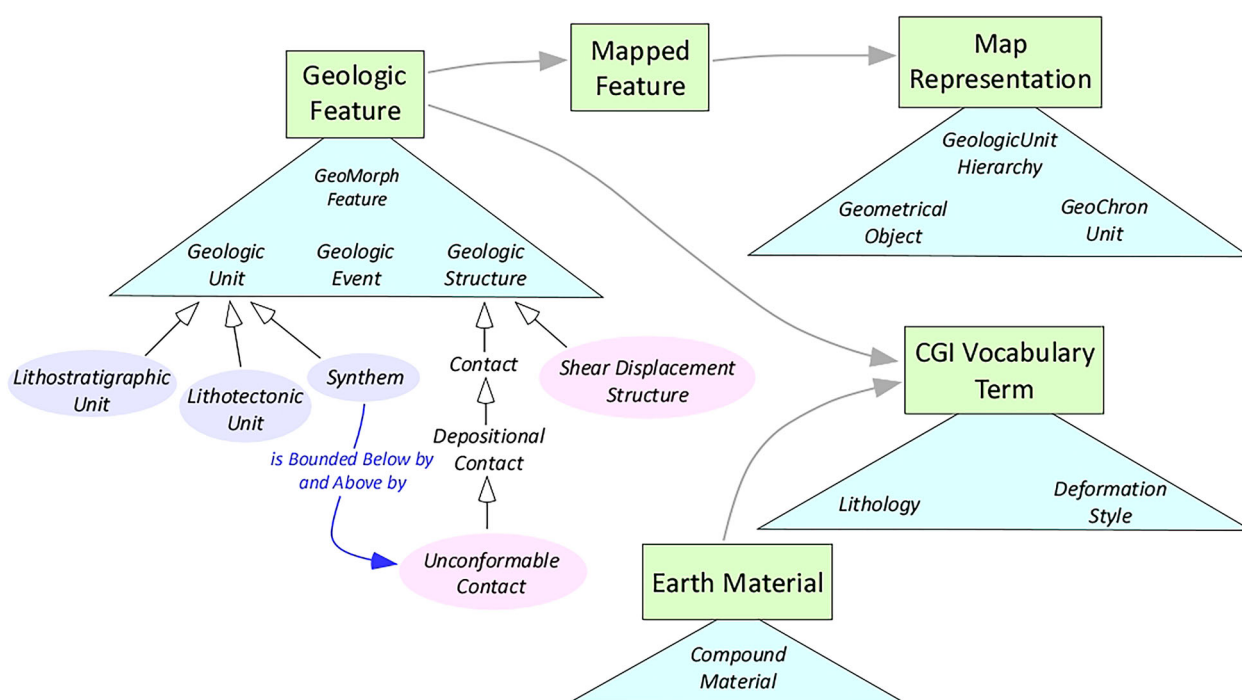 Geologic
Feature
Mapped
Feature
Map
Representation
GeoMorph
Feature
Geologic
Unit
Geologic
Event
Geologic
Structure
GeologicUnit
Hierarchy
Geometrical
Object
GeoChron
Unit
Lithostratigraphic
Unit
Lithotectonic
Unit
Synthem
Contact
Shear Displacement
Structure
Depositional
Contact
is Bounded Below by
and Above by
Unconformable
Contact
CGI Vocabulary
Term
Lithology
Deformation
Style
Earth Material
Compound
Material